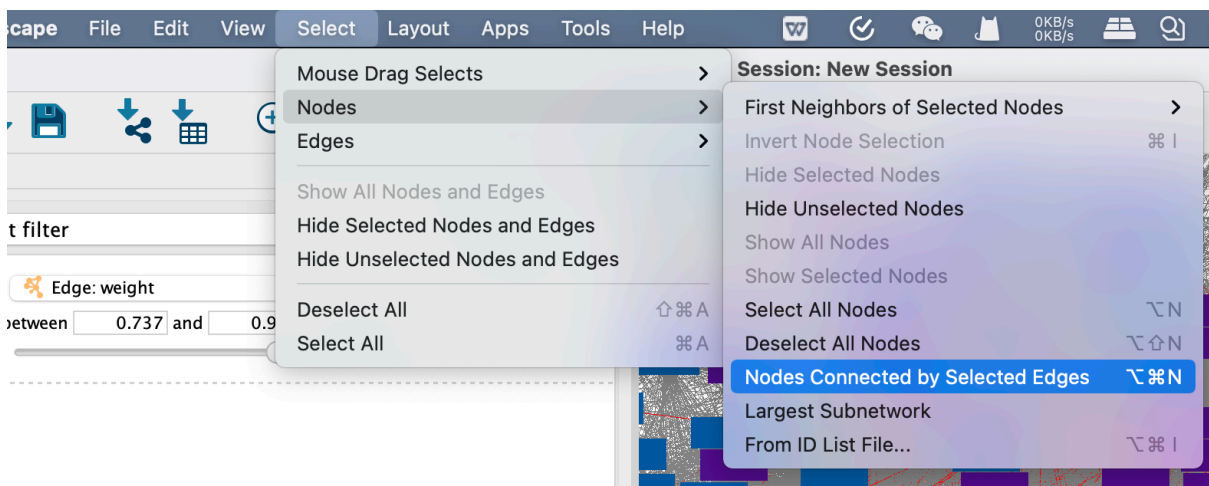 scape File Edit View Select Layout Apps Tools Help W 0KB/s
0KB/s
Mouse Drag Selects
Nodes
Edges
Show All Nodes and Edges
Hide Selected Nodes and Edges
Hide Unselected Nodes and Edges
Deselect All ⇧⌘A
Select All ⌘A
Session: New Session
First Neighbors of Selected Nodes
Invert Node Selection ⌘I
Hide Selected Nodes
Hide Unselected Nodes
Show All Nodes
Show Selected Nodes
Select All Nodes ⌥N
Deselect All Nodes ⌥⇧N
Nodes Connected by Selected Edges ⌥⌘N
Largest Subnetwork
From ID List File... ⌥⌘I
t filter
Edge: weight
between 0.737 and 0.9